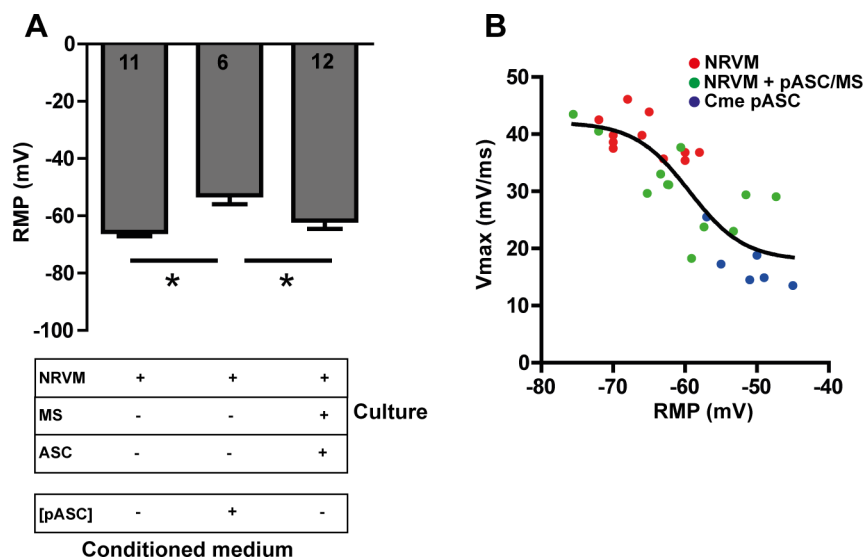 A
0
-20
-40
-60
-80
-100
RMP (mV)
11 6 12
* *
NRVM + + +
MS - - +
ASC - - +
Culture
[pASC] - + -
Conditioned medium
B
NRVM
NRVM + pASC/MS
Cme pASC
50
40
30
20
10
0
Vmax (mV/ms)
-80 -70 -60 -50 -40
RMP (mV)